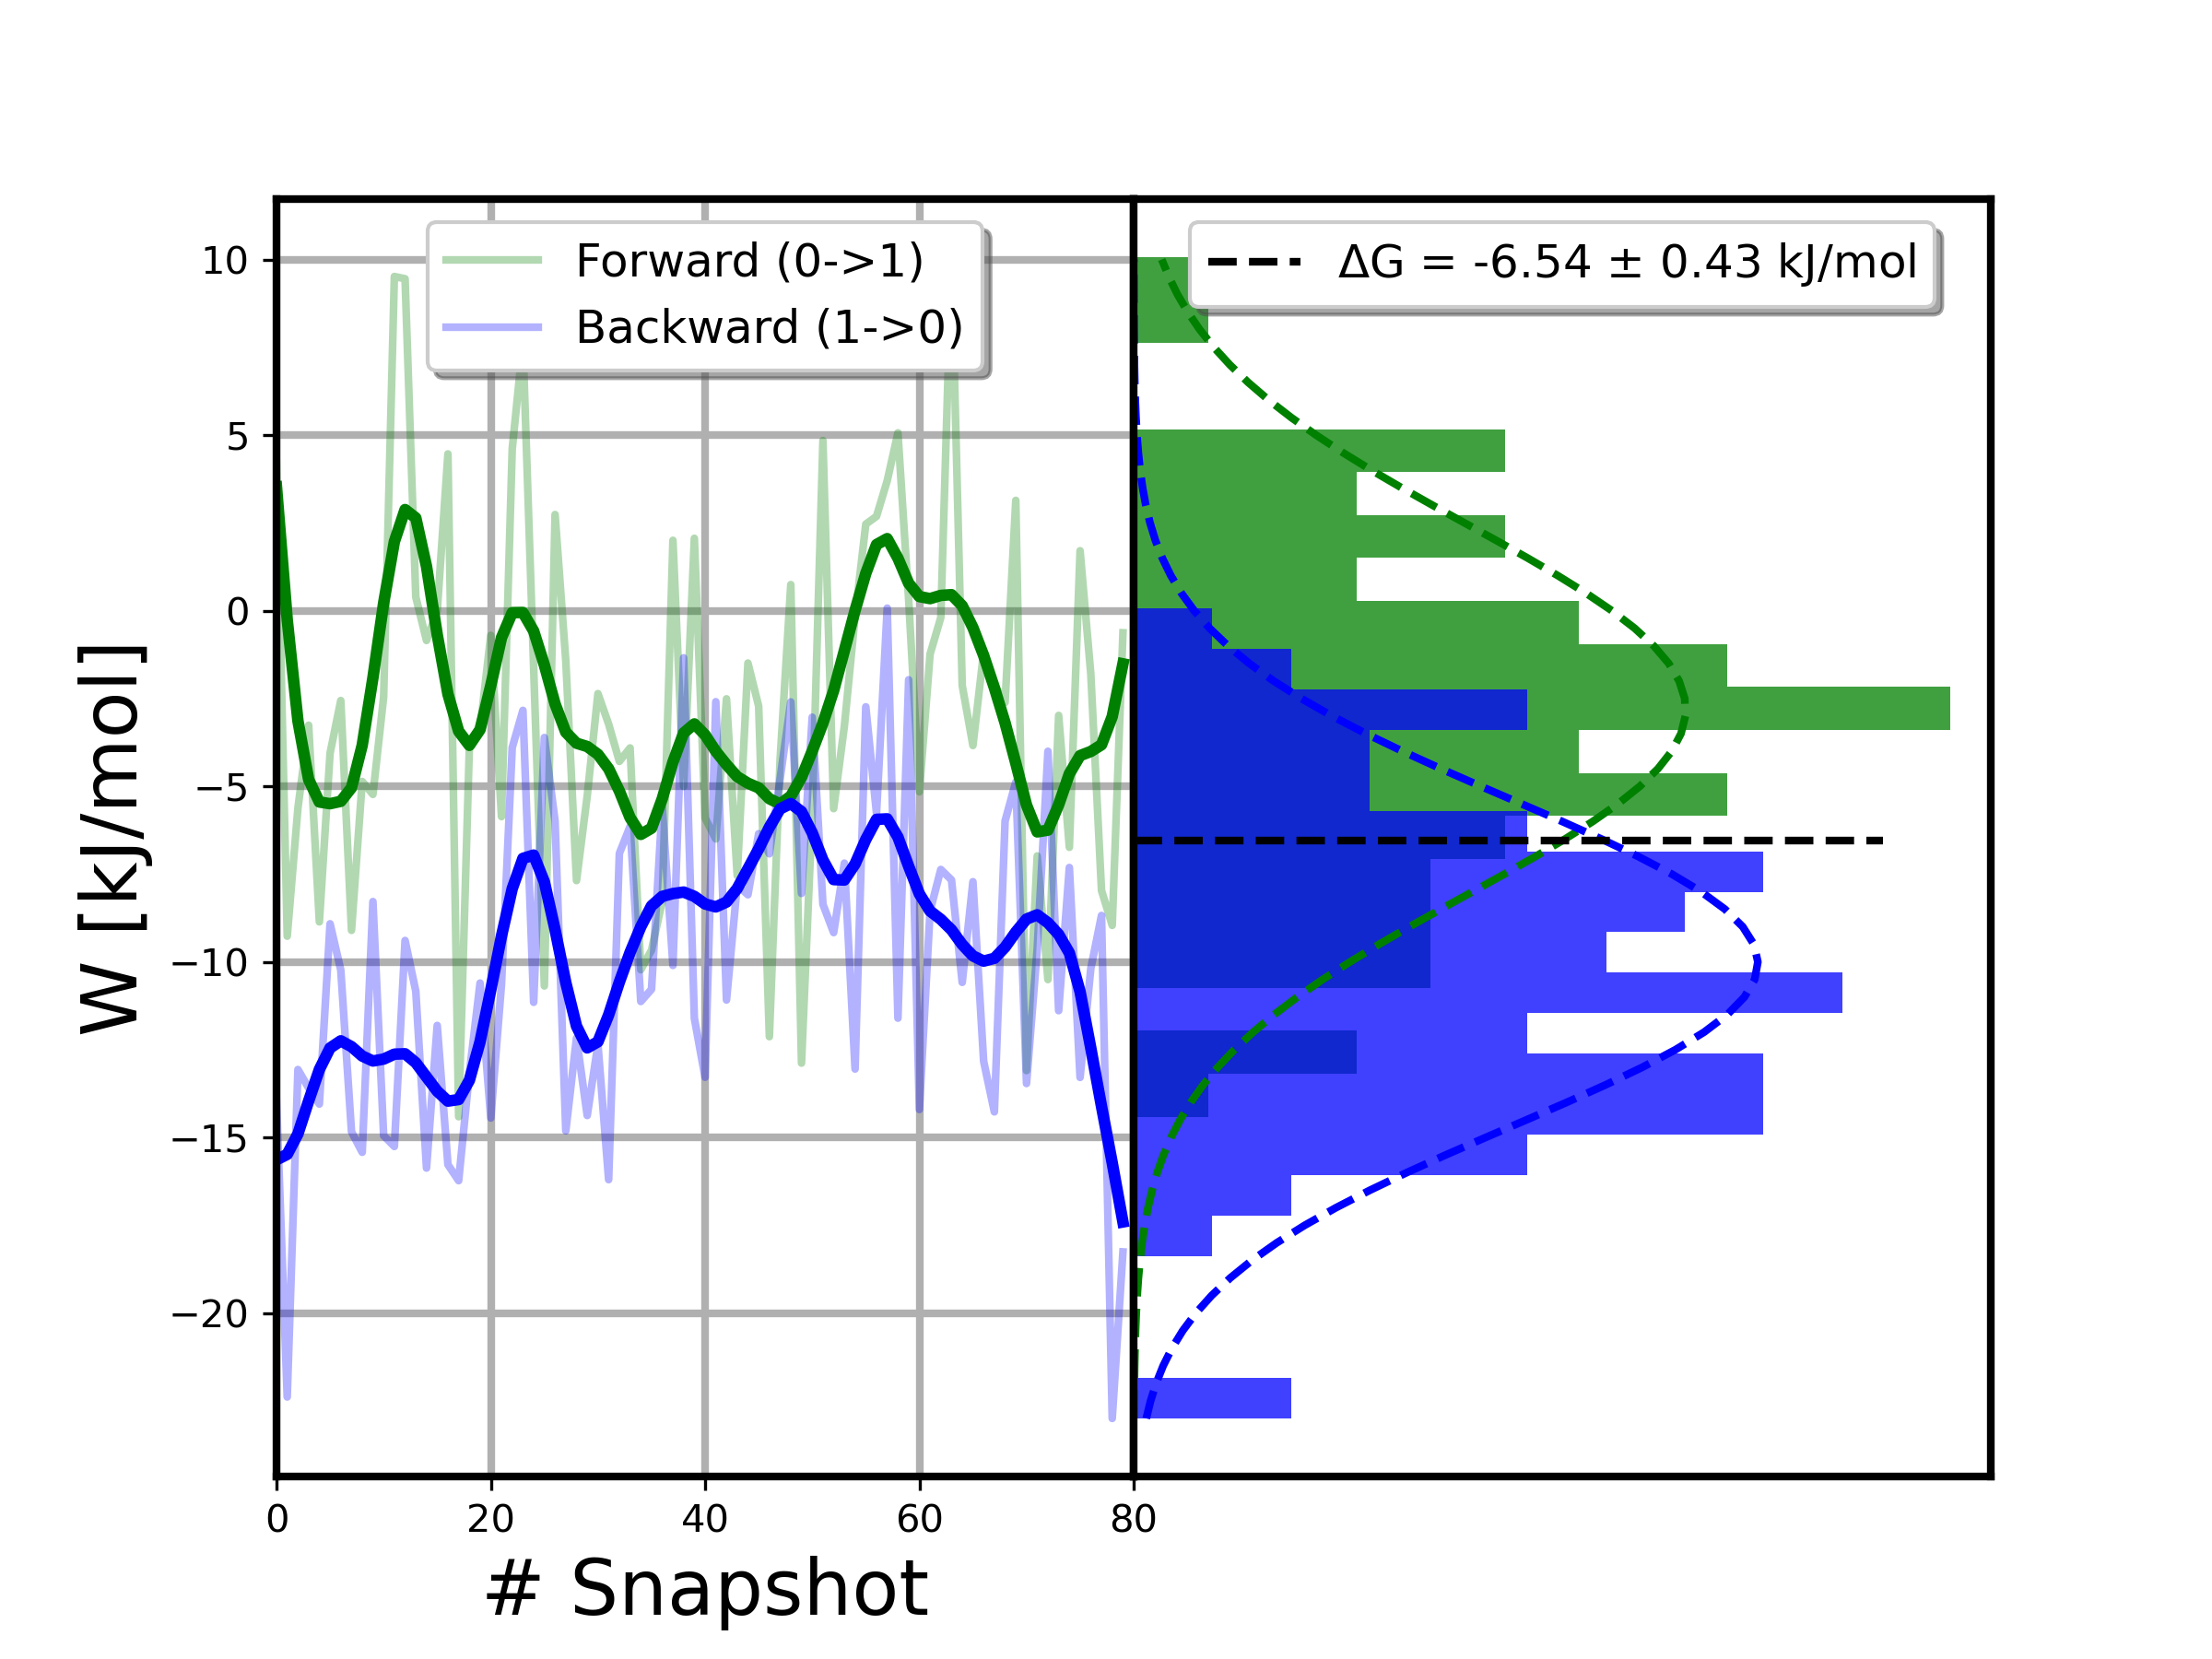 Forward (0->1)
Backward (1->0)
ΔG = -6.54 ± 0.43 kJ/mol
W [kJ/mol]
10
5
0
−5
−10
−15
−20
0 20 40 60 80
# Snapshot